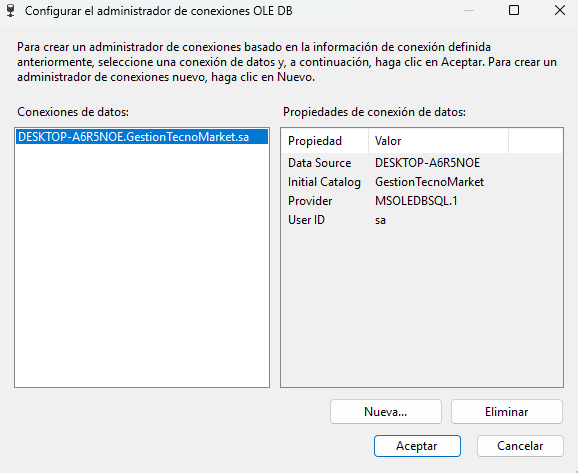 Configurar el administrador de conexiones OLE DB
Para crear un administrador de conexiones basado en la información de conexión definida
anteriormente, seleccione una conexión de datos y, a continuación, haga clic en Aceptar. Para crear un
administrador de conexiones nuevo, haga clic en Nuevo.
Conexiones de datos:
DESKTOP-A6R5NOE.GestionTecnoMarket.sa
Propiedades de conexión de datos:
Propiedad Valor
Data Source DESKTOP-A6R5NOE
Initial Catalog GestionTecnoMarket
Provider MSOLEDBSQL.1
User ID sa
Nueva... Eliminar
Aceptar Cancelar